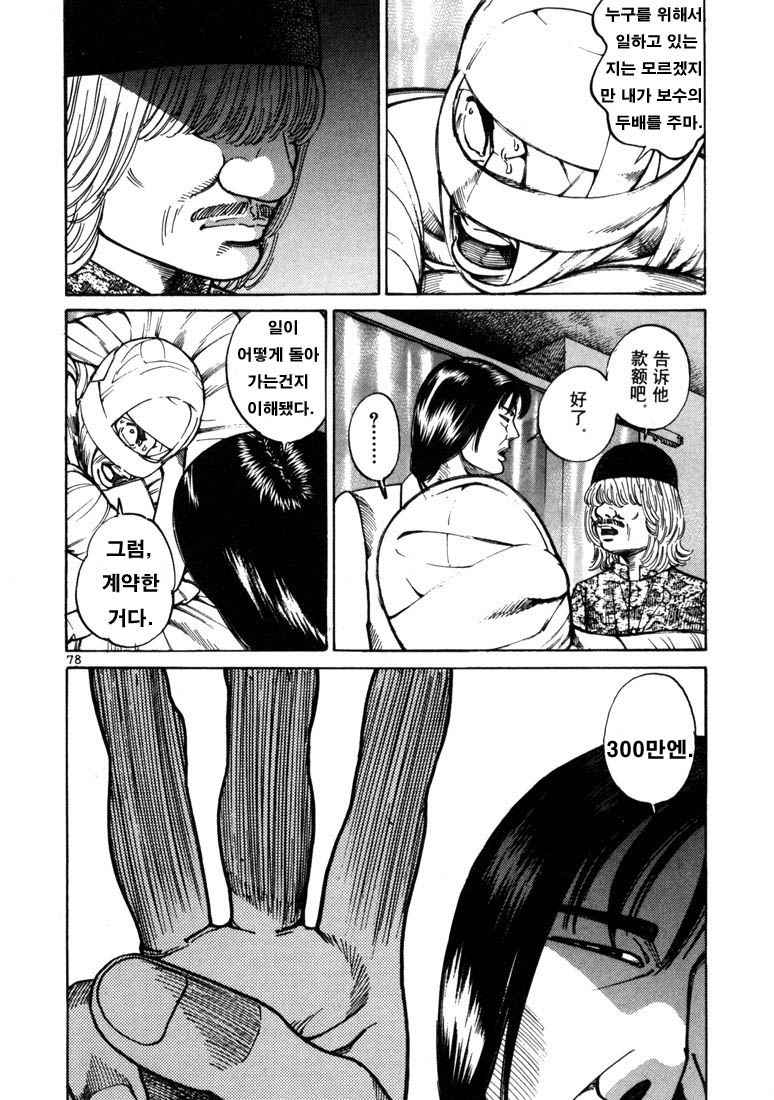 누구를 위해서
일하고 있는
지는 모르겠지
만 내가 보수의
두배를 주마.
告诉他
款额吧.
好了.
?……
일이
어떻게 돌아
가는건지
이해됐다.
그럼,
계약한
거다.
78
300만엔.